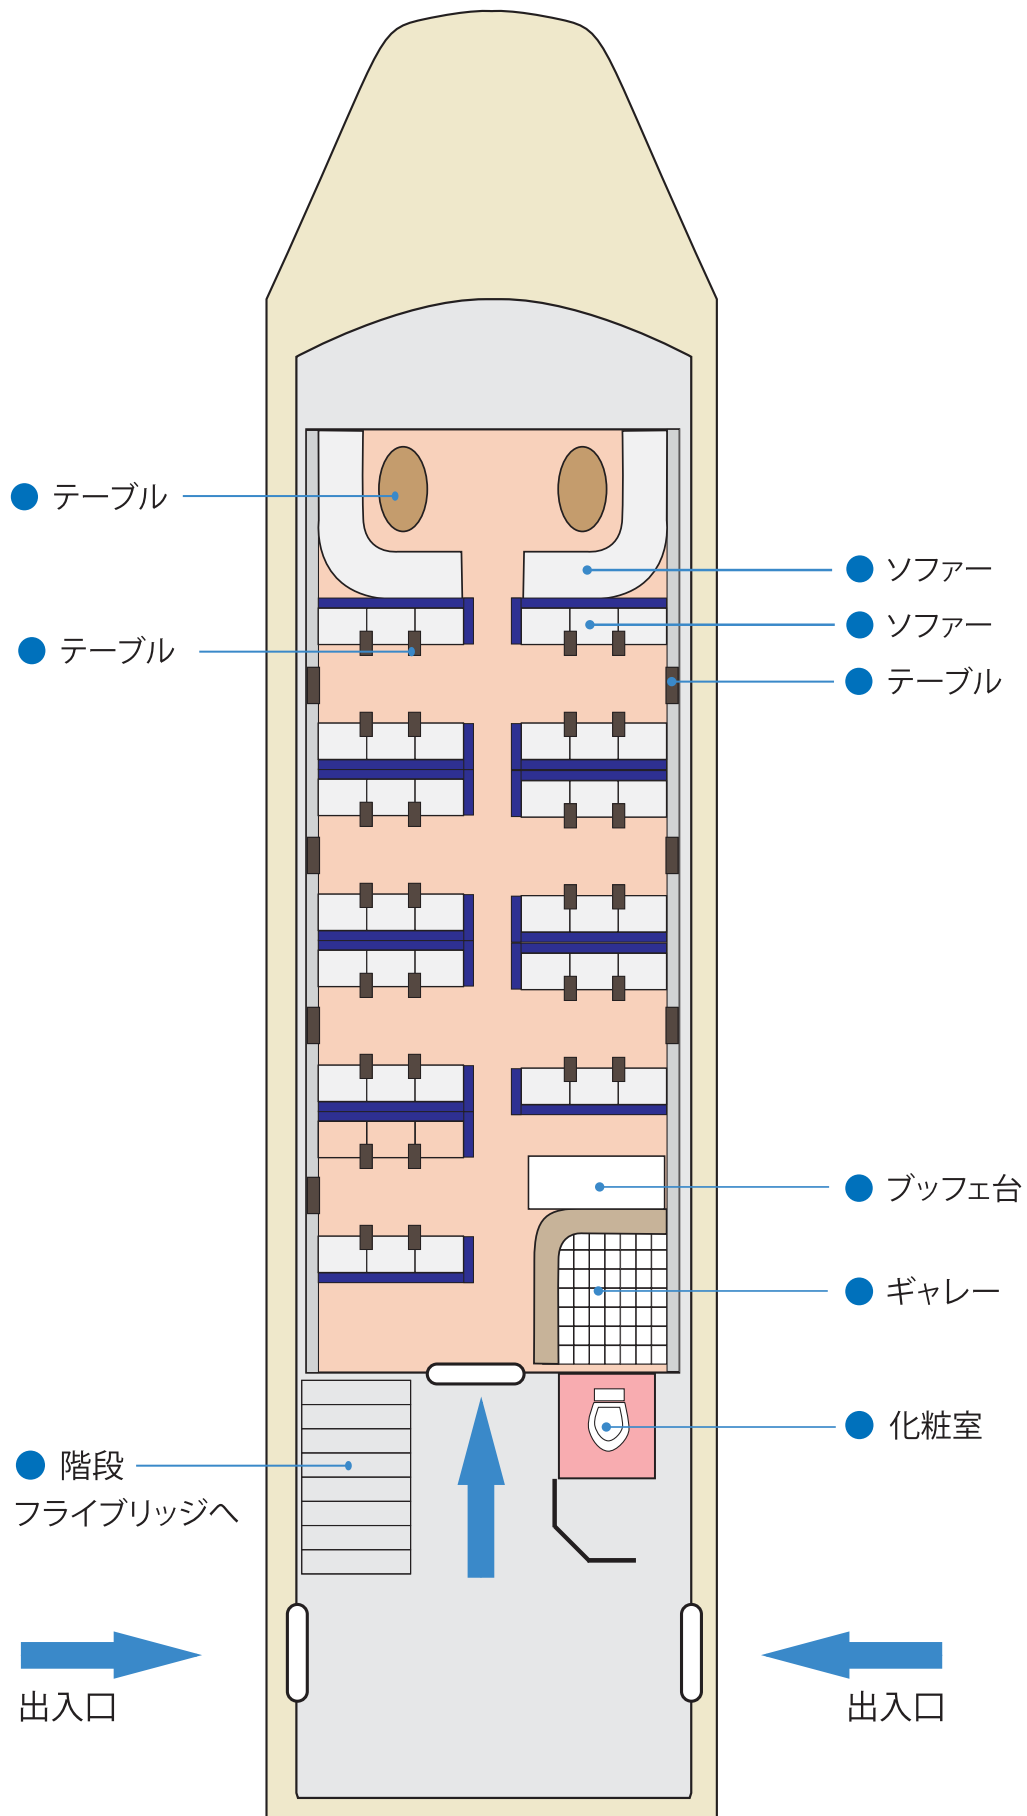 テーブル
ソファー
ソファー
テーブル
テーブル
ブッフェ台
ギャレー
化粧室
階段
フライブリッジへ
出入口
出入口